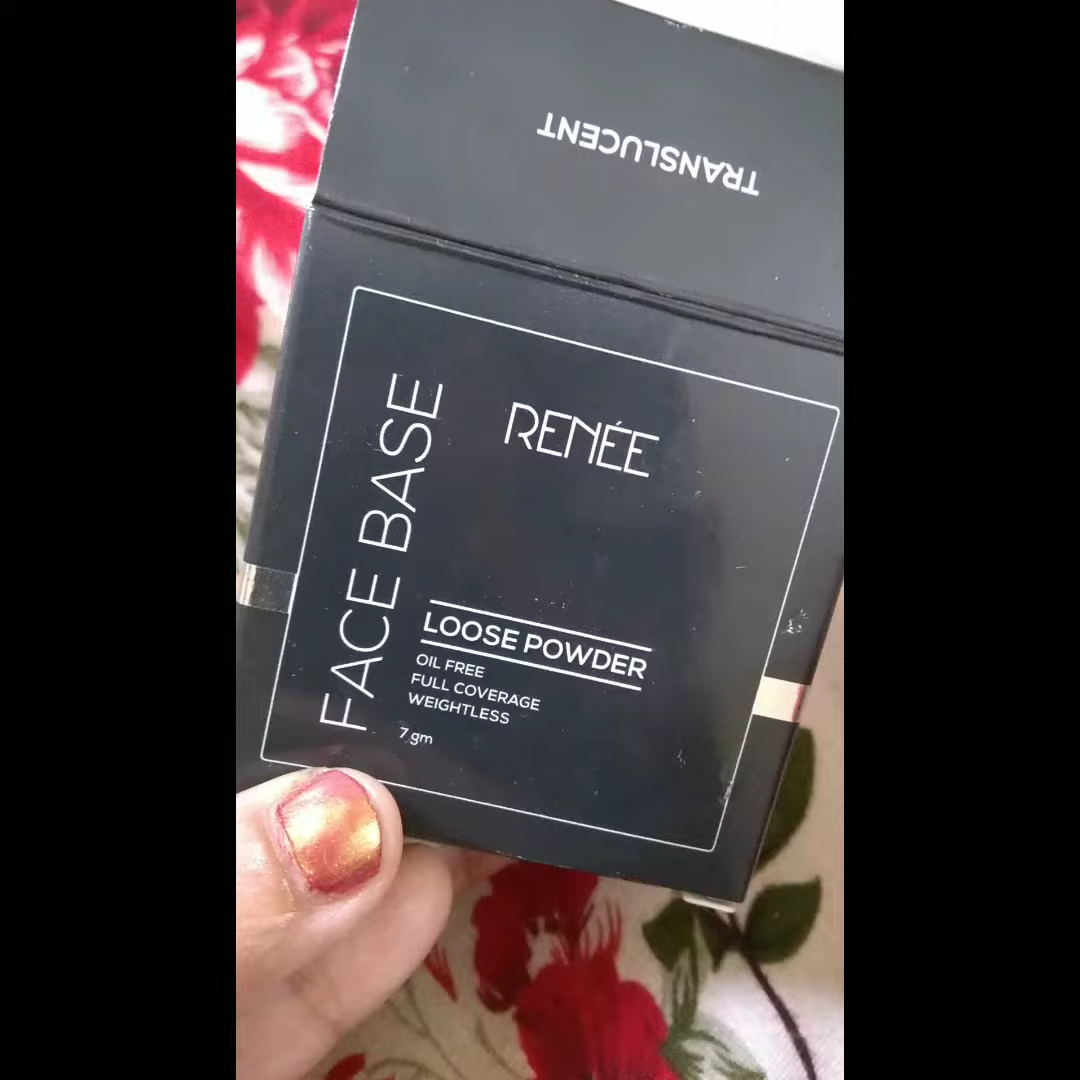 TRANSLUCENT
RENÉE
FACE BASE
LOOSE POWDER
OIL FREE
FULL COVERAGE
WEIGHTLESS
7 gm